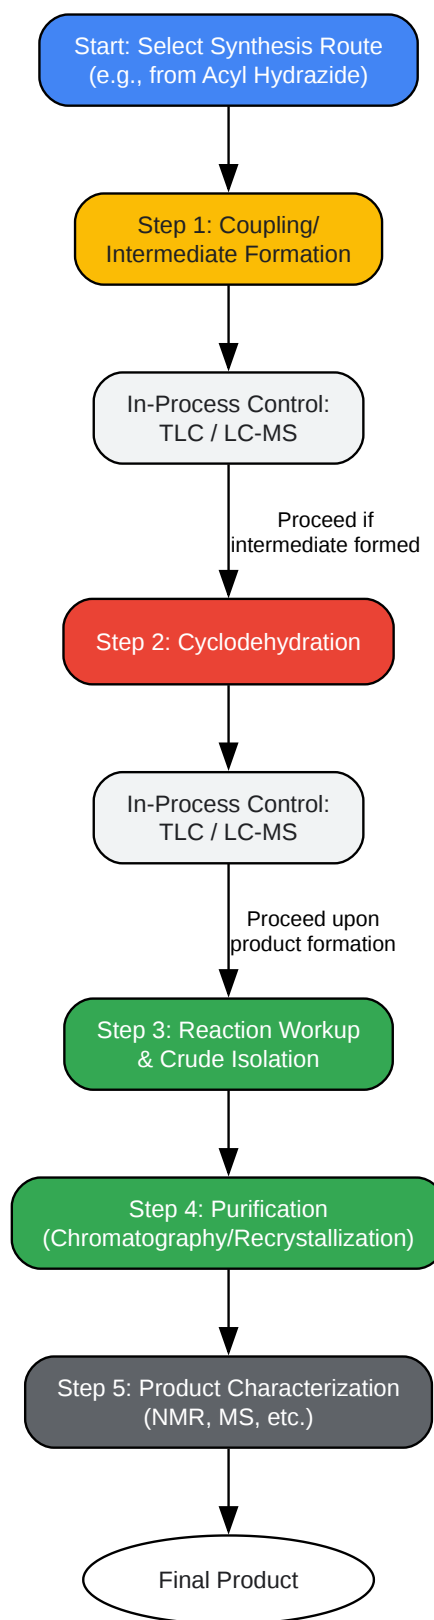 Start: Select Synthesis Route
(e.g., from Acyl Hydrazide)
Step 1: Coupling/
Intermediate Formation
In-Process Control:
TLC / LC-MS
Proceed if
intermediate formed
Step 2: Cyclodehydration
In-Process Control:
TLC / LC-MS
Proceed upon
product formation
Step 3: Reaction Workup
& Crude Isolation
Step 4: Purification
(Chromatography/Recrystallization)
Step 5: Product Characterization
(NMR, MS, etc.)
Final Product